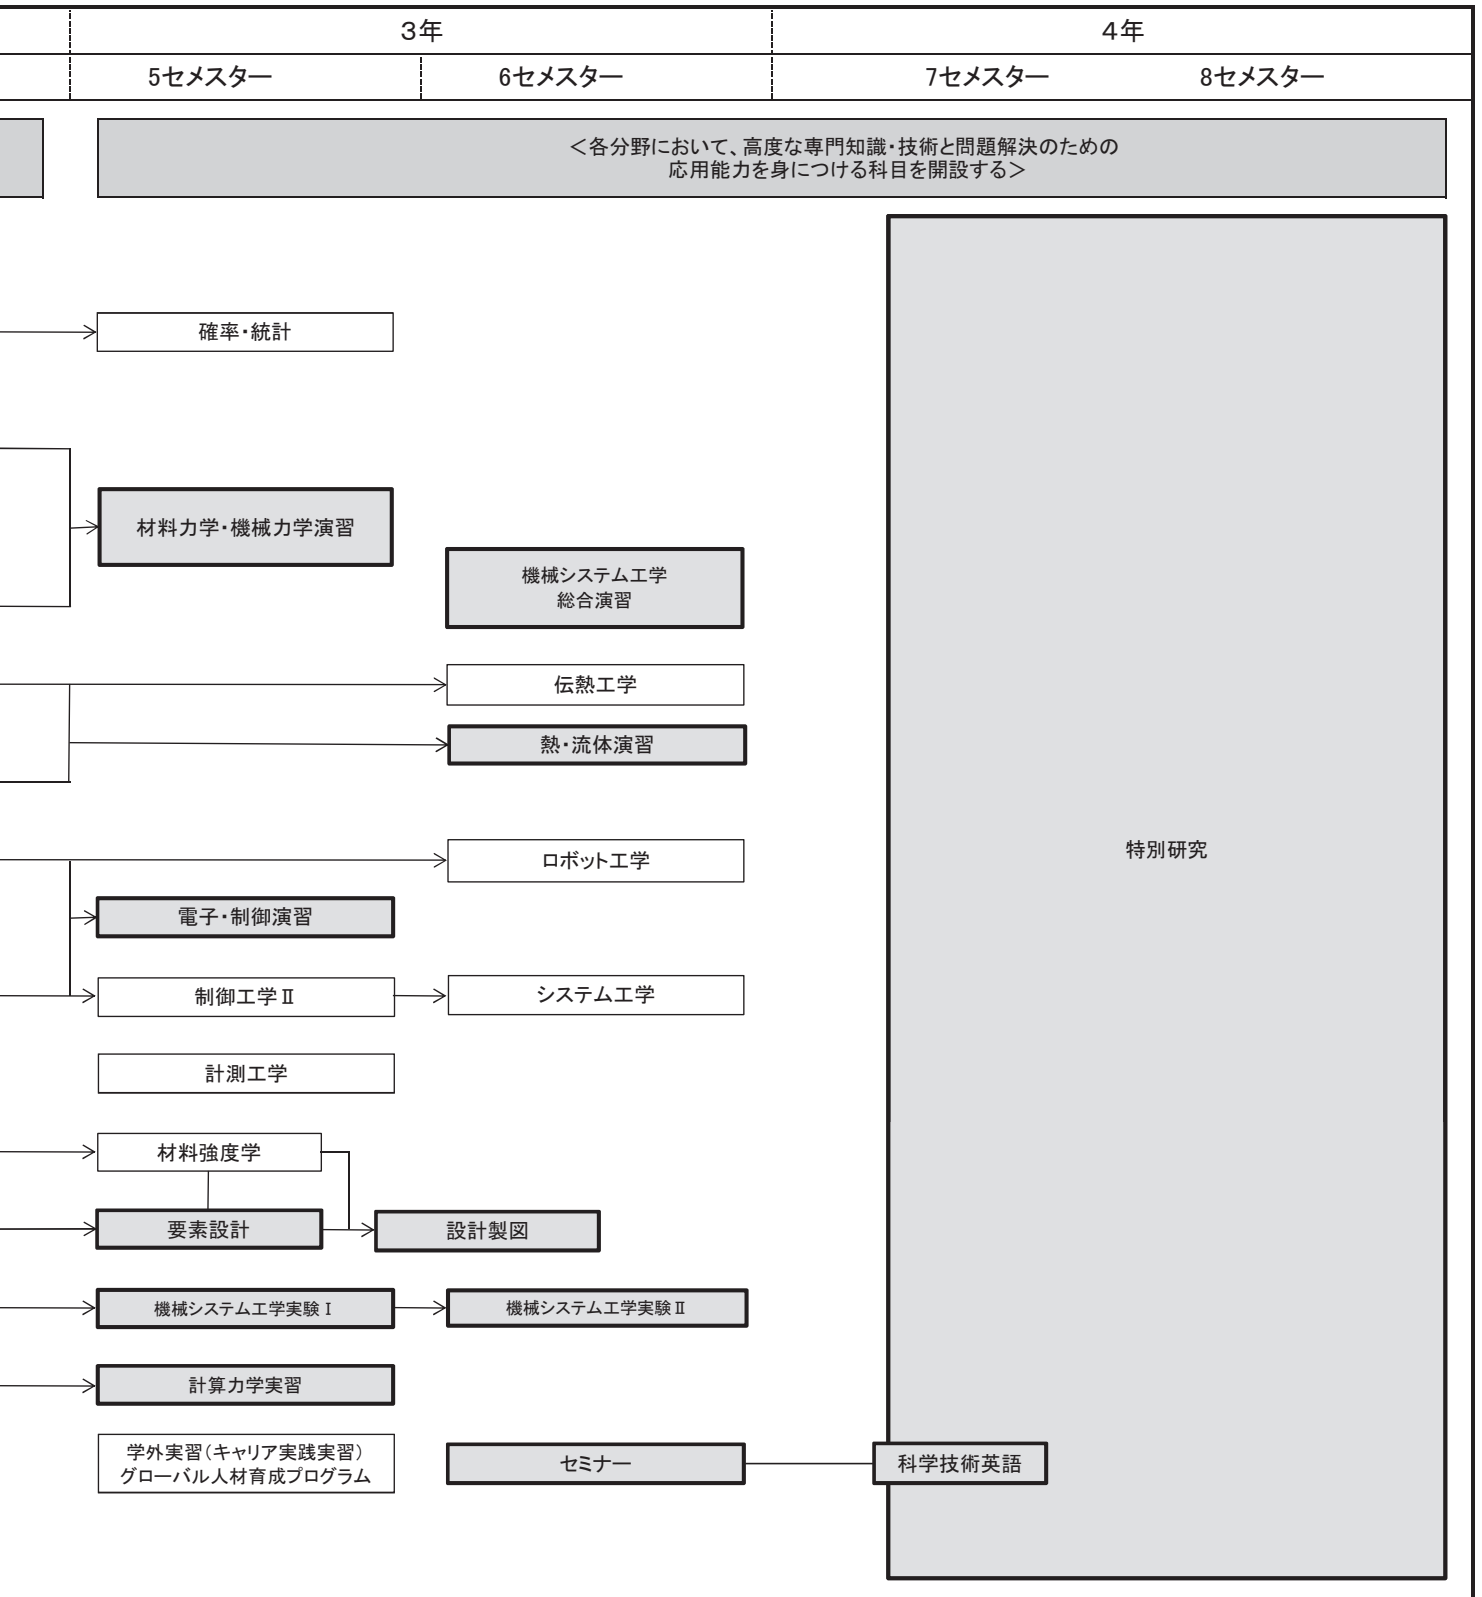 3年
4年
5セメスター
6セメスター
7セメスター
8セメスター
＜各分野において、高度な専門知識・技術と問題解決のための
応用能力を身につける科目を開設する＞
確率・統計
材料力学・機械力学演習
機械システム工学
総合演習
伝熱工学
熱・流体演習
ロボット工学
特別研究
電子・制御演習
制御工学Ⅱ
システム工学
計測工学
材料強度学
要素設計
設計製図
機械システム工学実験Ⅰ
機械システム工学実験Ⅱ
計算力学実習
学外実習（キャリア実践実習）
グローバル人材育成プログラム
セミナー
科学技術英語